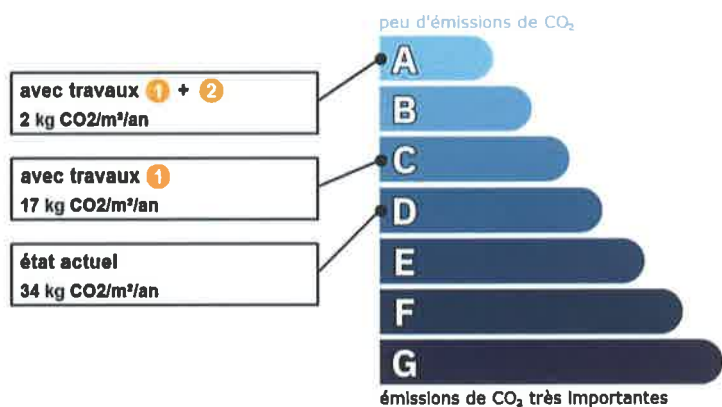 peu d'émissions de CO₂
A
avec travaux 1 + 2
2 kg CO2/m²/an
B
C
avec travaux 1
17 kg CO2/m²/an
D
état actuel
34 kg CO2/m²/an
E
F
G
émissions de CO₂ très importantes